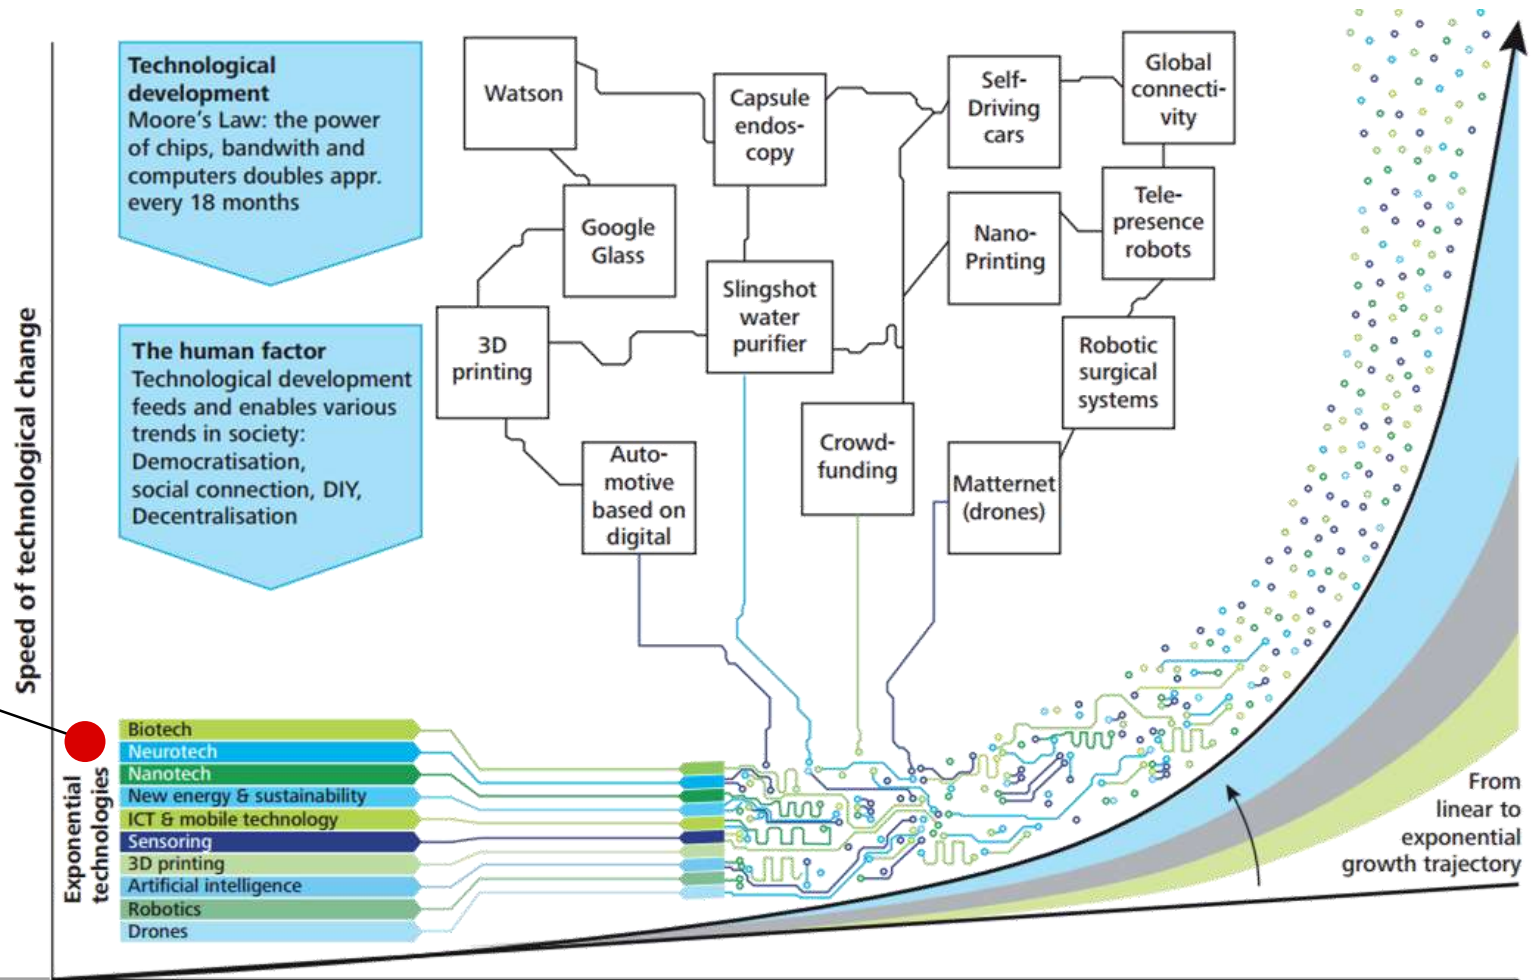 Technological
development
Moore's Law: the power
of chips, bandwith and
computers doubles appr.
every 18 months
The human factor
Technological development
feeds and enables various
trends in society:
Democratisation,
social connection, DIY,
Decentralisation
Speed of technological change
Watson
Capsule
endos-
copy
Self-
Driving
cars
Global
connecti-
vity
Google
Glass
Nano-
Printing
Tele-
presence
robots
3D
printing
Slingshot
water
purifier
Robotic
surgical
systems
Auto-
motive
based on
digital
Crowd-
funding
Matternet
(drones)
Exponential
technologies
Biotech
Neurotech
Nanotech
New energy & sustainability
ICT & mobile technology
Sensoring
3D printing
Artificial intelligence
Robotics
Drones
From
linear to
exponential
growth trajectory